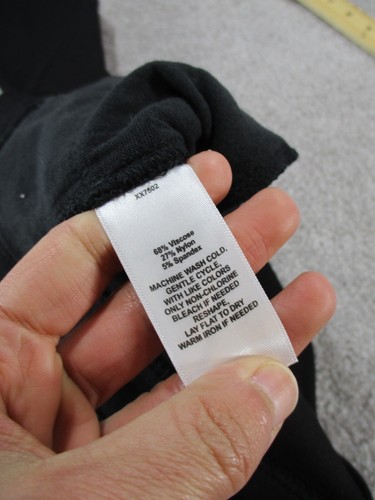 XX7502
68% Viscose
27% Nylon
5% Spandex
MACHINE WASH COLD.
GENTLE CYCLE.
WITH LIKE COLORS
ONLY NON-CHLORINE
BLEACH IF NEEDED
RESHAPE.
LAY FLAT TO DRY
WARM IRON IF NEEDED